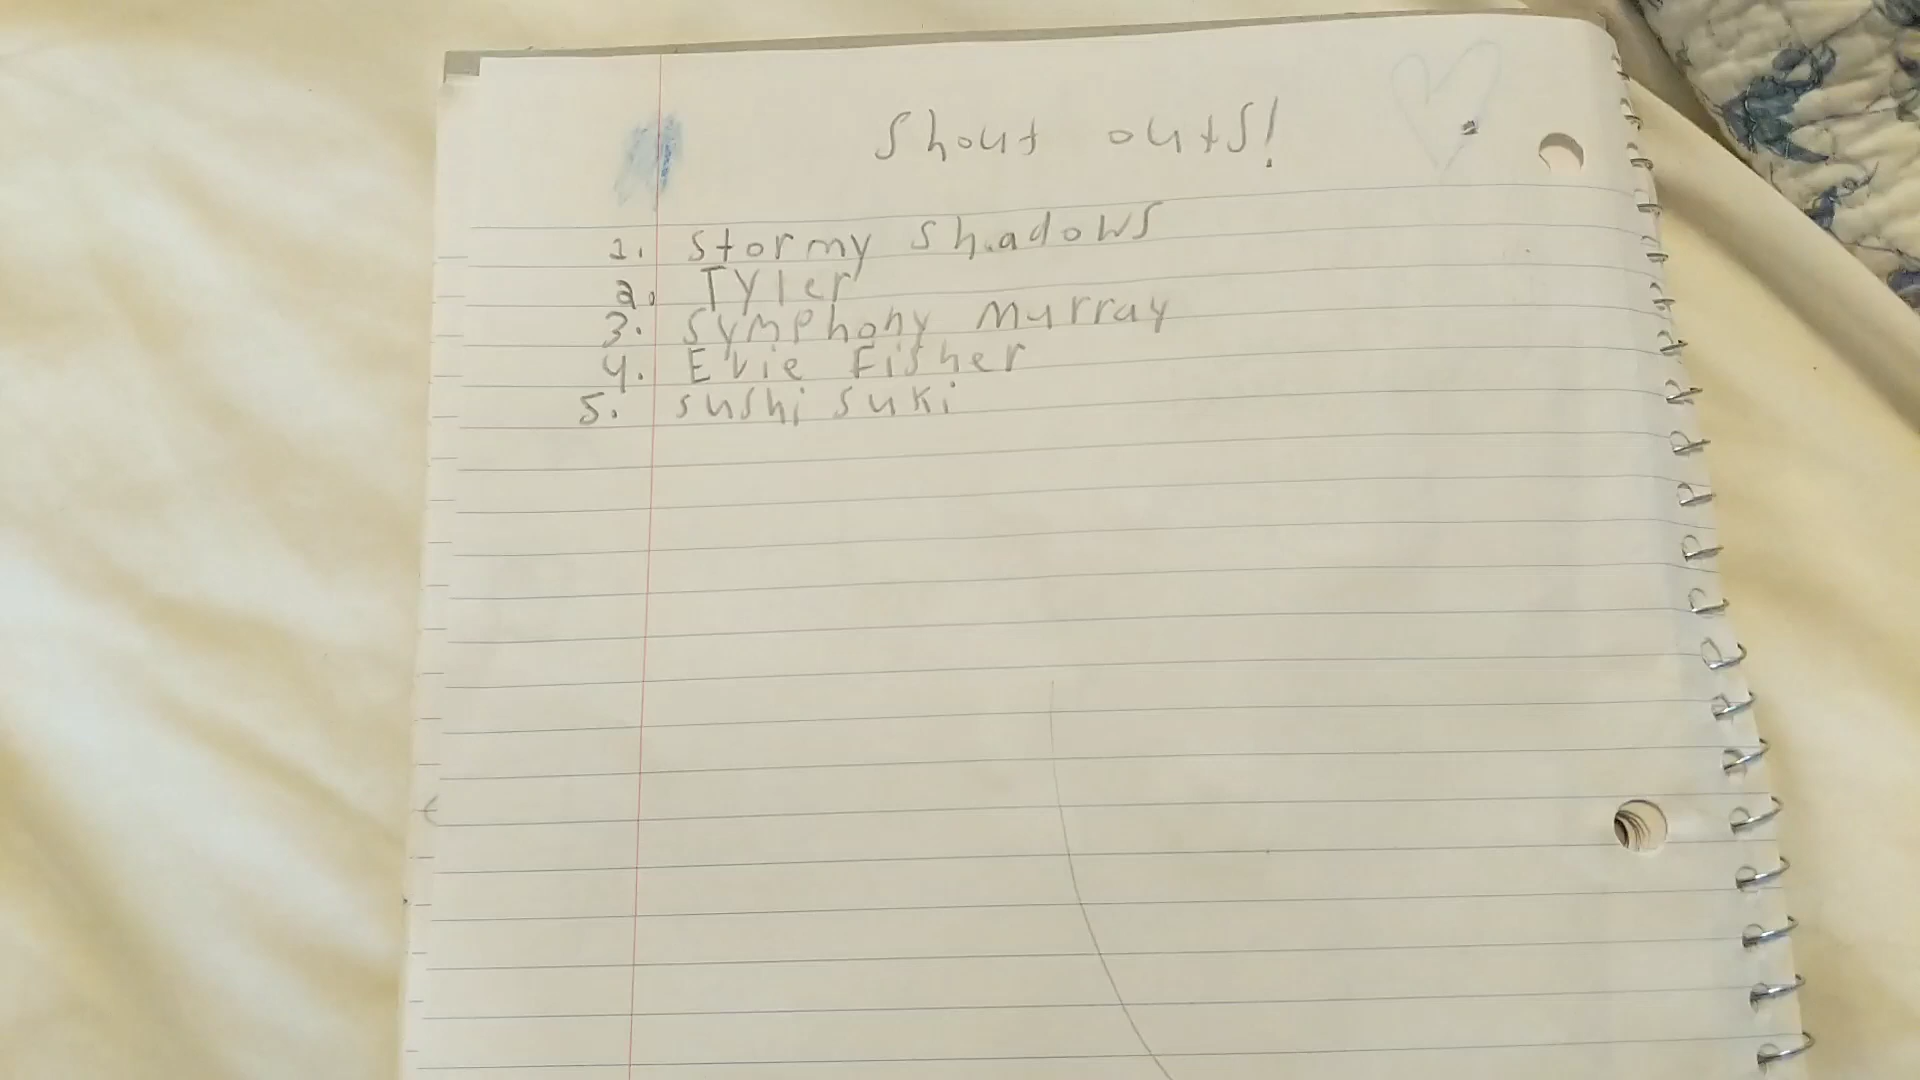 Shout outs!
1. Stormy Shadows
2. Tyler
3. Symphony Murray
4. Evie Fisher
5. Sushi Suki